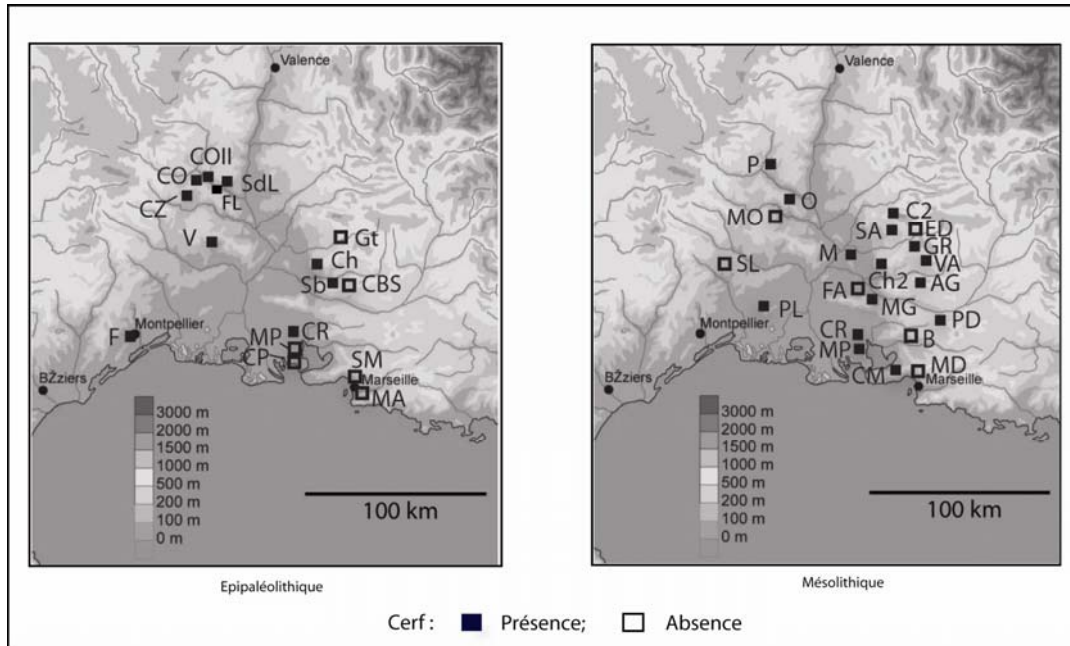 Valence
COII
CO
SdL
FL
CZ
V
Gt
Ch
Sb
CBS
CR
MP
CP
F
Montpellier
SM
Marseille
MA
BŽziers
3000 m
2000 m
1500 m
1000 m
500 m
200 m
100 m
0 m
100 km
Epipaléolithique
Valence
P
O
MO
C2
SA
ED
GR
M
VA
SL
Ch2
AG
FA
MG
PL
PD
CR
B
MP
Montpellier
CM
MD
Marseille
BŽziers
3000 m
2000 m
1500 m
1000 m
500 m
200 m
100 m
0 m
100 km
Mésolithique
Cerf : Présence; Absence